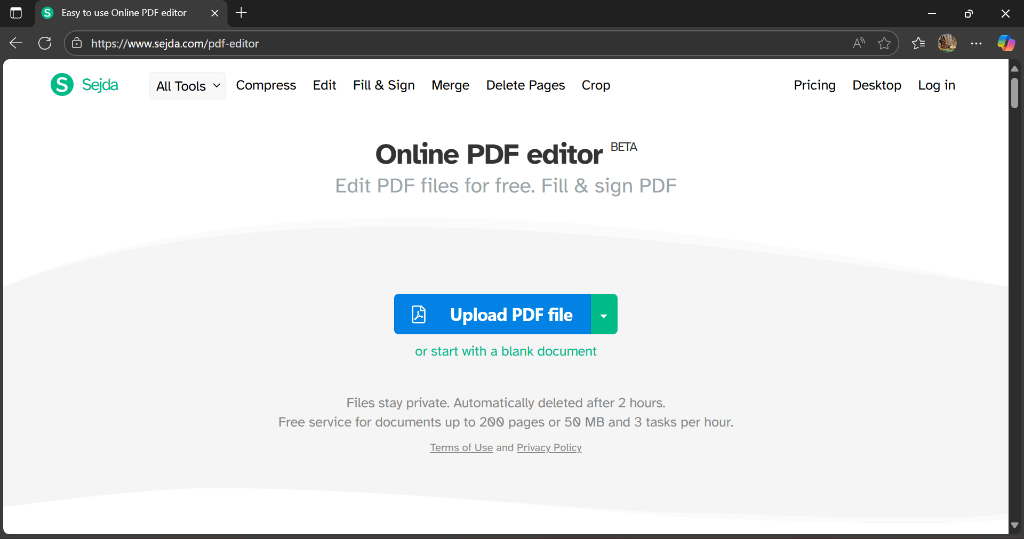 Easy to use Online PDF editor
https://www.sejda.com/pdf-editor
S Sejda All Tools Compress Edit Fill & Sign Merge Delete Pages Crop Pricing Desktop Log in
Online PDF editor BETA
Edit PDF files for free. Fill & sign PDF
Upload PDF file
or start with a blank document
Files stay private. Automatically deleted after 2 hours.
Free service for documents up to 200 pages or 50 MB and 3 tasks per hour.
Terms of Use and Privacy Policy